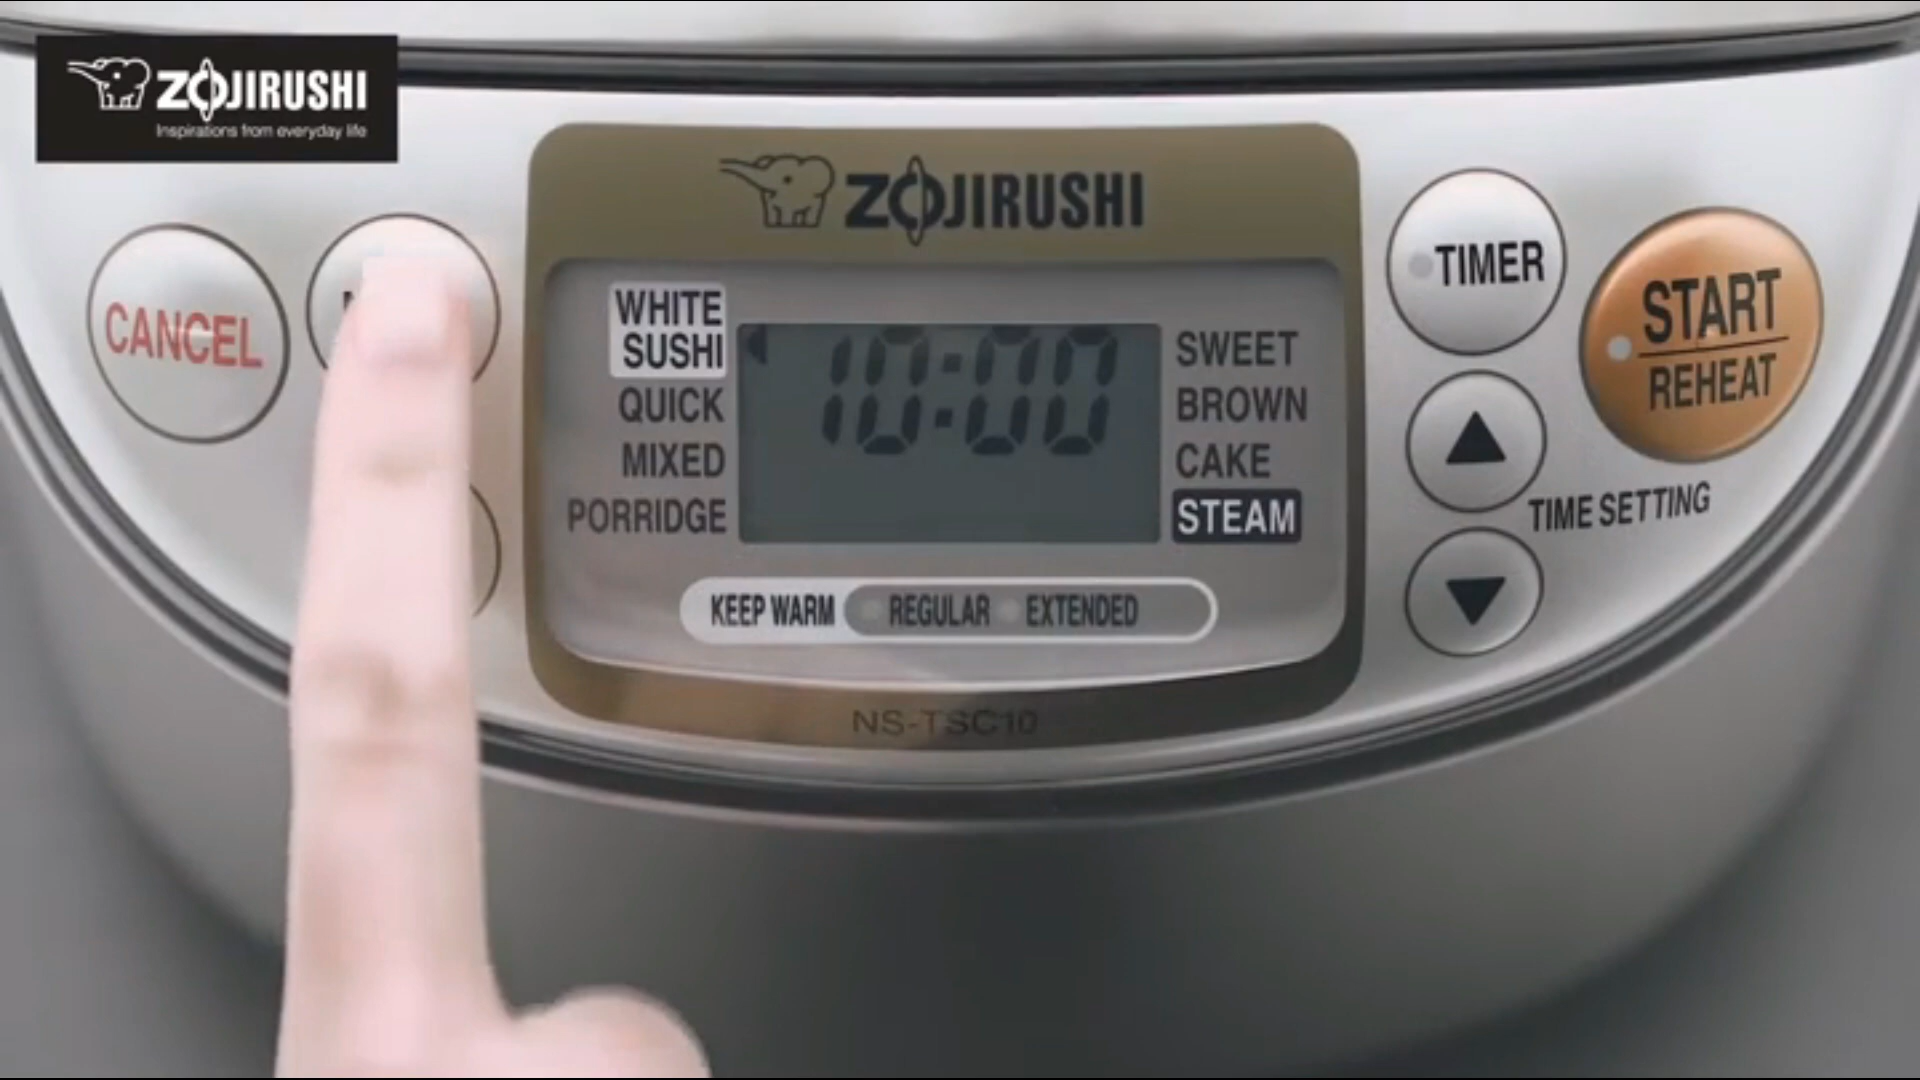 ZOJIRUSHI
Inspirations from everyday life
ZOJIRUSHI
CANCEL
WHITE
SUSHI
QUICK
MIXED
PORRIDGE
10:00
SWEET
BROWN
CAKE
STEAM
KEEP WARM REGULAR EXTENDED
NS-TSC10
TIMER
TIME SETTING
START
REHEAT